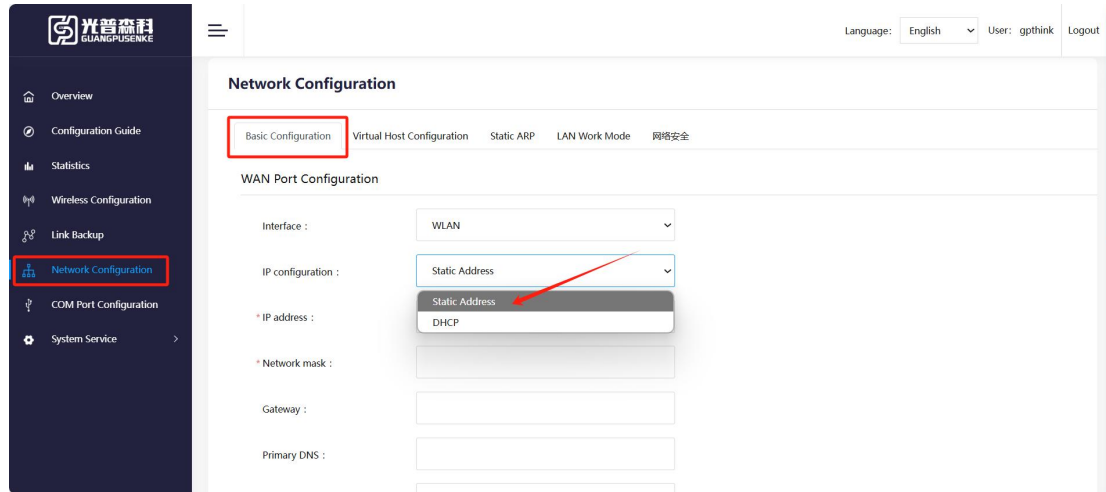 光普森科
GUANGPUSENKE
Language: English User: gpthink Logout
Overview
Configuration Guide
Statistics
Wireless Configuration
Link Backup
Network Configuration
COM Port Configuration
System Service
Network Configuration
Basic Configuration Virtual Host Configuration Static ARP LAN Work Mode 网络安全
WAN Port Configuration
Interface : WLAN
IP configuration : Static Address
Static Address
DHCP
* IP address :
* Network mask :
Gateway :
Primary DNS :